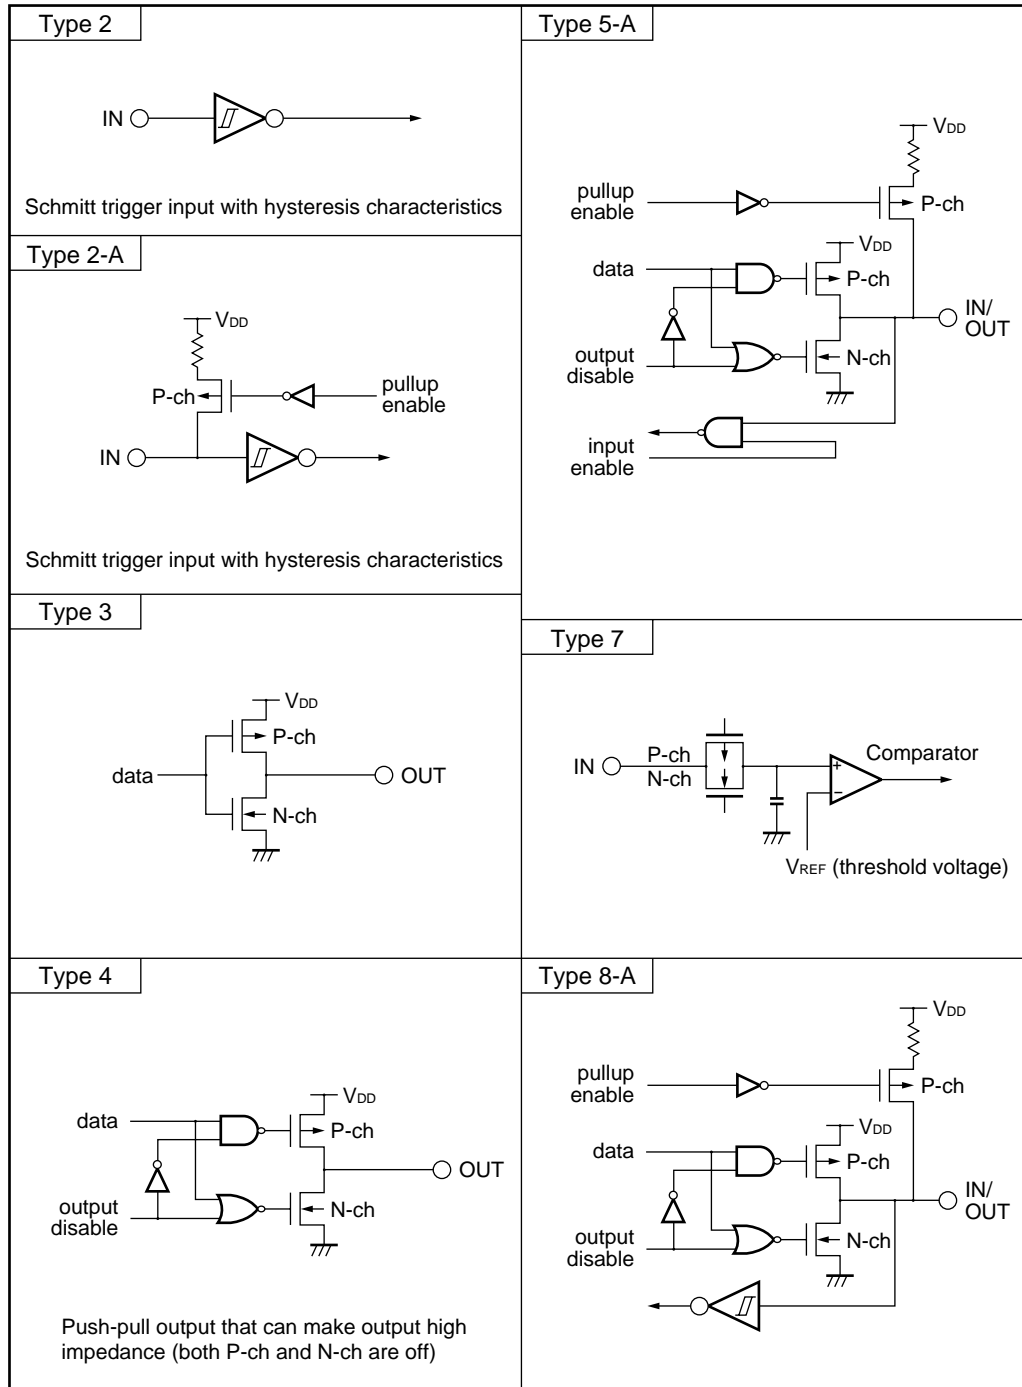 Type 2
IN
Schmitt trigger input with hysteresis characteristics
Type 2-A
VDD
P-ch
pullup
enable
IN
Schmitt trigger input with hysteresis characteristics
Type 3
VDD
P-ch
data
OUT
N-ch
Type 4
VDD
data
P-ch
OUT
output
disable
N-ch
Push-pull output that can make output high
impedance (both P-ch and N-ch are off)
Type 5-A
VDD
pullup
enable
P-ch
VDD
data
P-ch
IN/
OUT
output
disable
N-ch
input
enable
Type 7
P-ch
IN
N-ch
Comparator
+
−
VREF (threshold voltage)
Type 8-A
VDD
pullup
enable
P-ch
VDD
data
P-ch
IN/
OUT
output
disable
N-ch